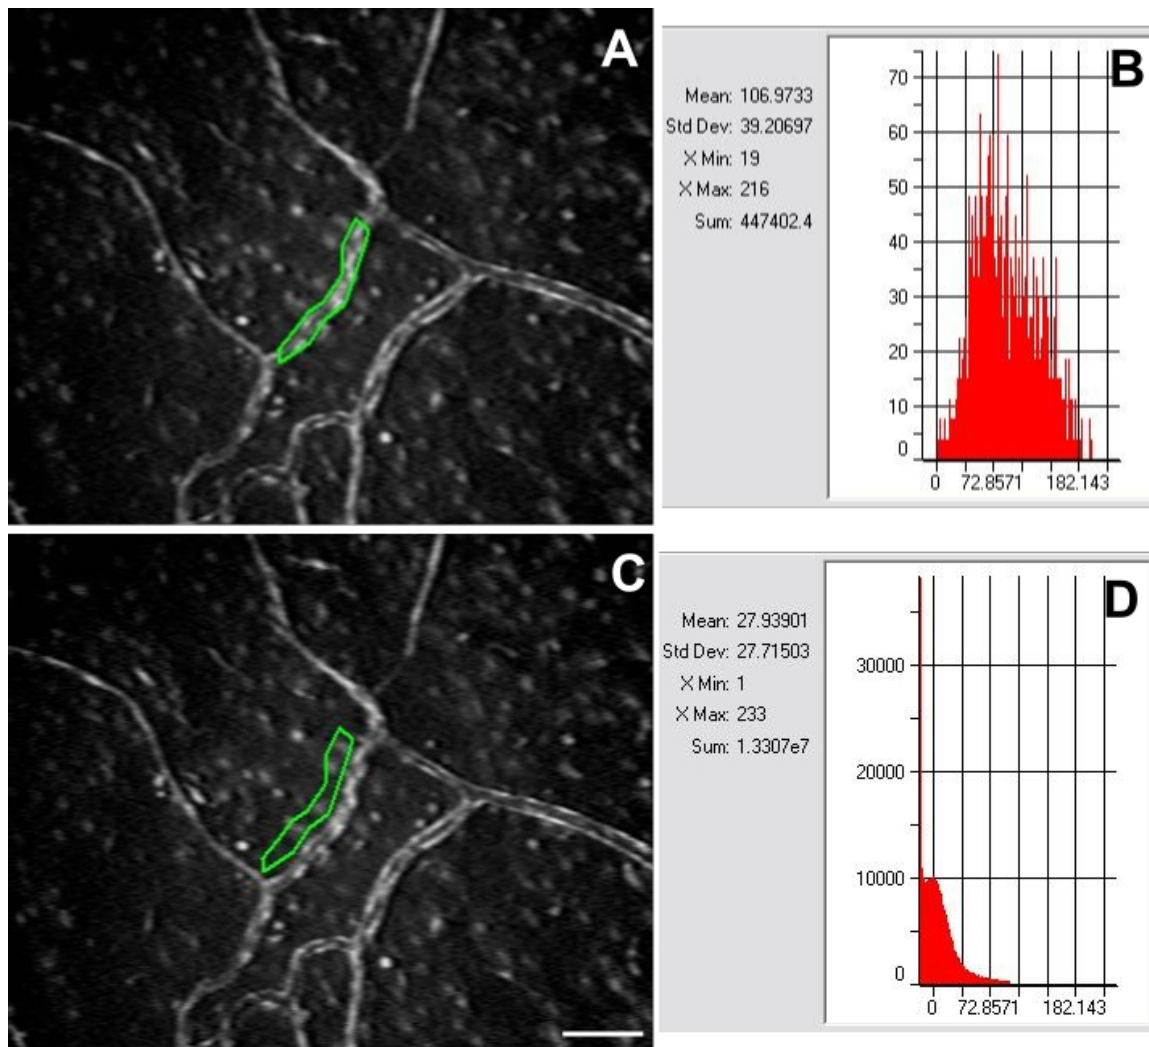 A
B
Mean: 106.9733
Std Dev: 39.20697
X Min: 19
X Max: 216
Sum: 447402.4
70
60
50
40
30
20
10
0
0 72.8571 182.143
C
D
Mean: 27.93901
Std Dev: 27.71503
X Min: 1
X Max: 233
Sum: 1.3307e7
30000
20000
10000
0
0 72.8571 182.143